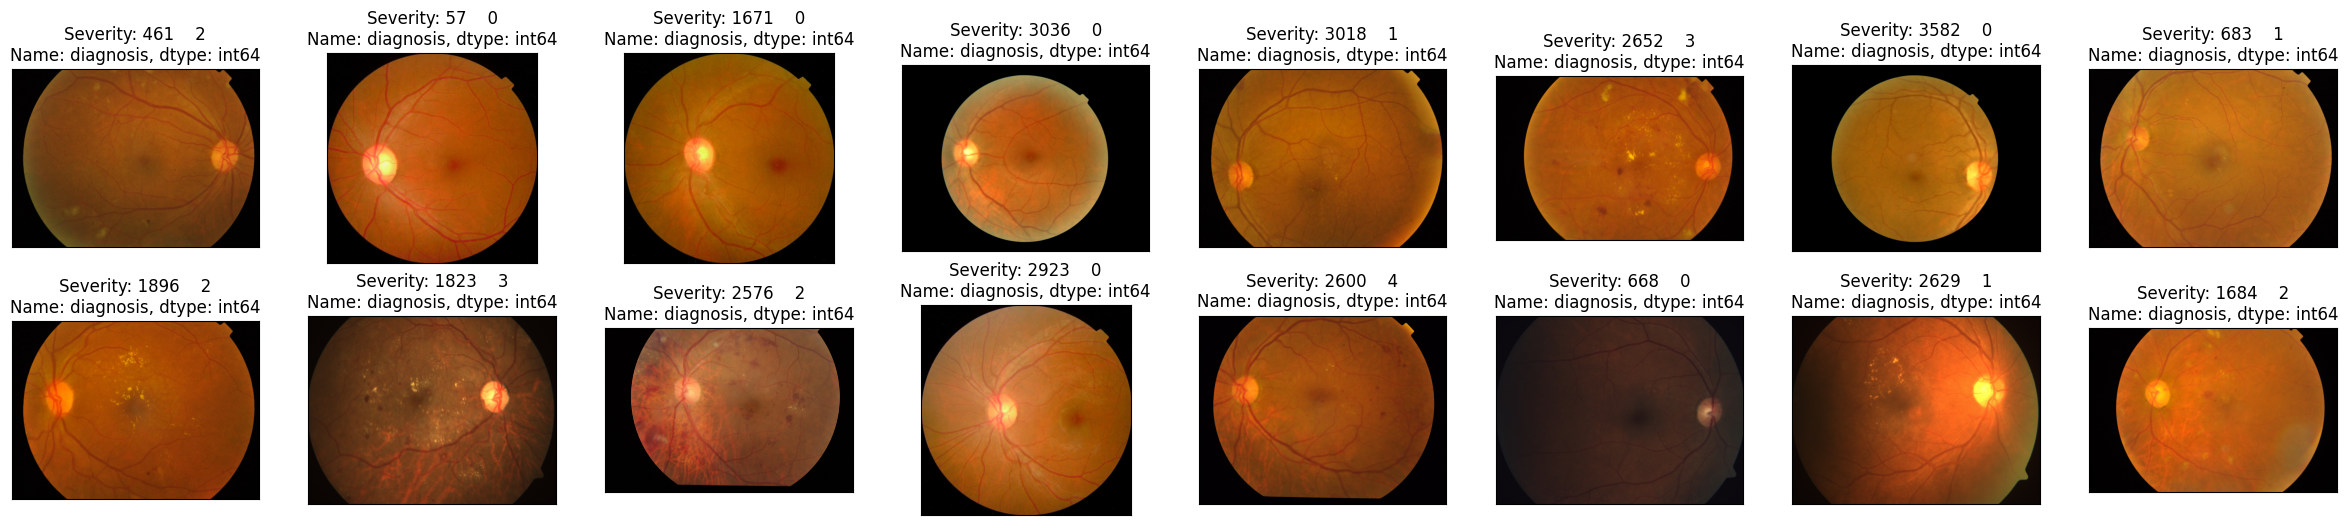 Severity: 461    2
Name: diagnosis, dtype: int64
Severity: 57    0
Name: diagnosis, dtype: int64
Severity: 1671    0
Name: diagnosis, dtype: int64
Severity: 3036    0
Name: diagnosis, dtype: int64
Severity: 3018    1
Name: diagnosis, dtype: int64
Severity: 2652    3
Name: diagnosis, dtype: int64
Severity: 3582    0
Name: diagnosis, dtype: int64
Severity: 683    1
Name: diagnosis, dtype: int64
Severity: 1896    2
Name: diagnosis, dtype: int64
Severity: 1823    3
Name: diagnosis, dtype: int64
Severity: 2576    2
Name: diagnosis, dtype: int64
Severity: 2923    0
Name: diagnosis, dtype: int64
Severity: 2600    4
Name: diagnosis, dtype: int64
Severity: 668    0
Name: diagnosis, dtype: int64
Severity: 2629    1
Name: diagnosis, dtype: int64
Severity: 1684    2
Name: diagnosis, dtype: int64